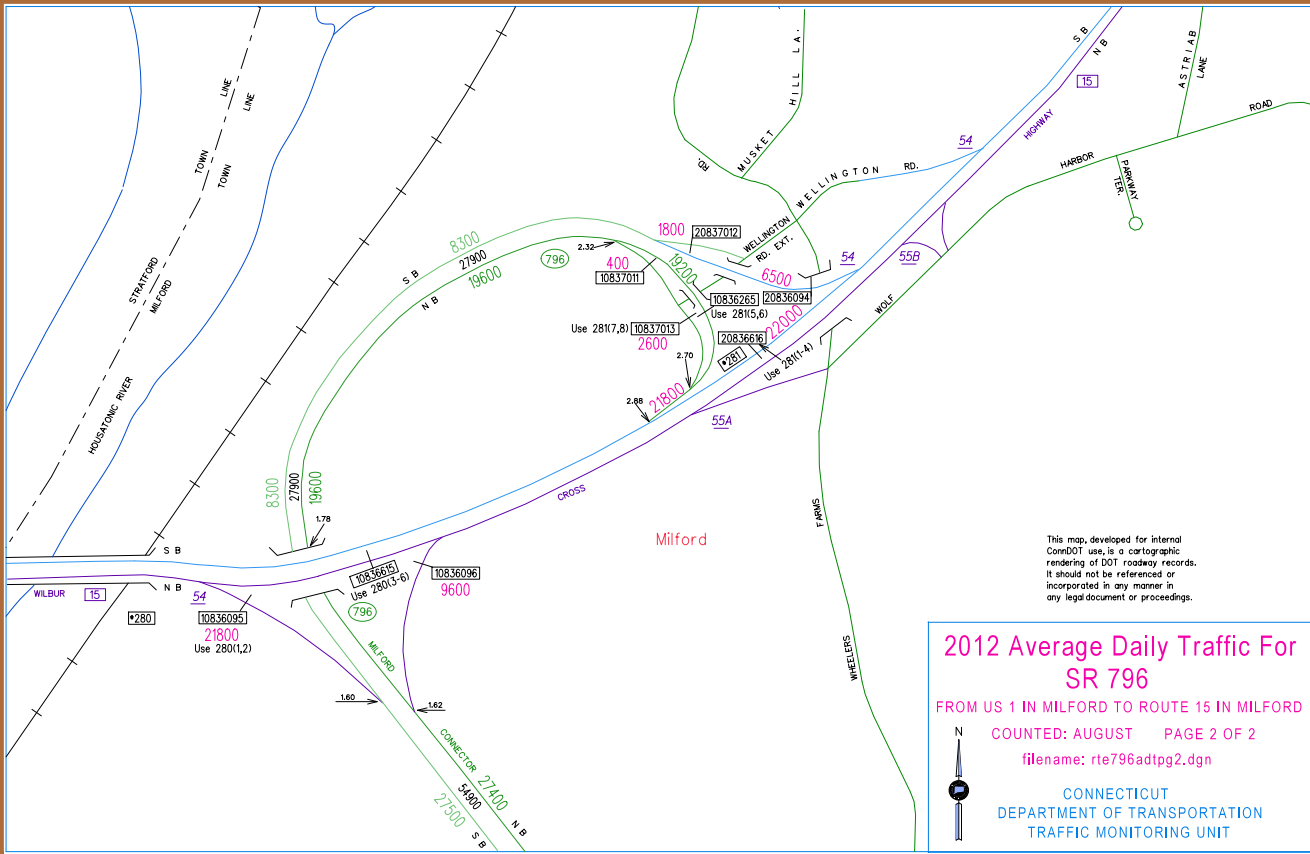 S B
N B
15
ASTRIAB
LANE
HIGHWAY
ROAD
HARBOR
PARKWAY
TER.
54
HILL LA.
MUSKET
RD.
WELLINGTON RD.
WELLINGTON
RD. EXT.
TOWN LINE
TOWN LINE
STRATFORD
MILFORD
HOUSATONIC RIVER
8300
27900
19600
S B
N B
796
2.32
400
10837011
1800
20837012
19200
6500
54
55B
WOLF
10836265
Use 281(5,6)
20836094
22000
Use 281(7,8)
10837013
2600
20836616
•281
Use 281(1-4)
2.70
2.88
21800
55A
8300
27900
19600
1.78
CROSS
Milford
FARMS
WHEELERS
S B
N B
WILBUR
15
54
•280
10836095
21800
Use 280(1,2)
10836615
Use 280(3-6)
10836096
9600
796
MILFORD
CONNECTOR
1.60
1.62
27400
54900
27500
S B
N B
This map, developed for internal
ConnDOT use, is a cartographic
rendering of DOT roadway records.
It should not be referenced or
incorporated in any manner in
any legal document or proceedings.
2012 Average Daily Traffic For
SR 796
FROM US 1 IN MILFORD TO ROUTE 15 IN MILFORD
COUNTED: AUGUST PAGE 2 OF 2
filename: rte796adtpg2.dgn
N
CONNECTICUT
DEPARTMENT OF TRANSPORTATION
TRAFFIC MONITORING UNIT